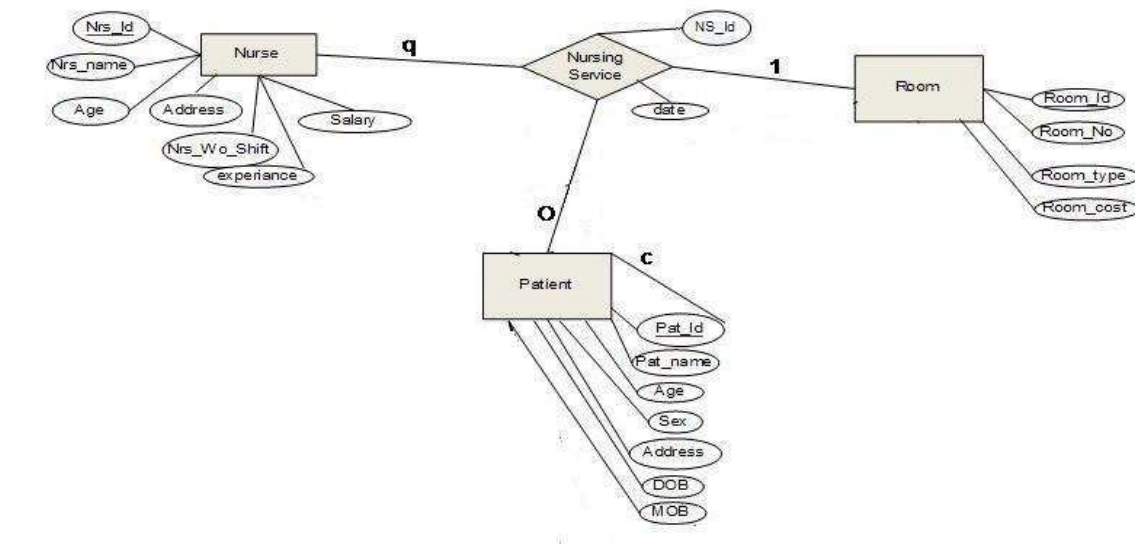 Nrs_Id
Nurse
q
Nursing
Service
NS_Id
1
Room
Nrs_name
Age
Address
Salary
date
Room_Id
Room_No
Nrs_Wo_Shift
experiance
Room_type
Room_cost
O
c
Patient
Pat_Id
Pat_name
Age
Sex
Address
DOB
MOB